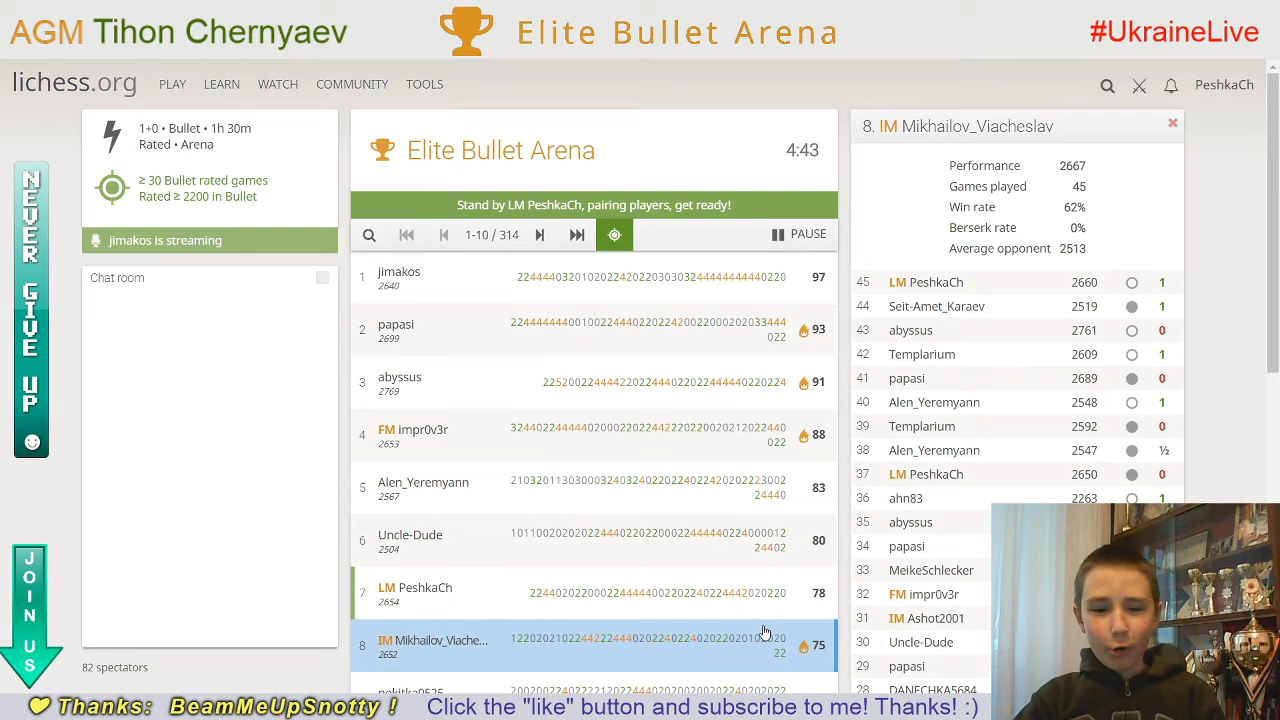 AGM Tihon Chernyaev
Elite Bullet Arena
#UkraineLive
lichess.org PLAY LEARN WATCH COMMUNITY TOOLS PeshkaCh
NEVER GIVE UP
JOIN US
1+0 • Bullet • 1h 30m
Rated • Arena
≥ 30 Bullet rated games
Rated ≥ 2200 in Bullet
jimakos is streaming
Chat room
82 spectators
Elite Bullet Arena 4:43
Stand by LM PeshkaCh, pairing players, get ready!
1-10 / 314 PAUSE
1 jimakos 97
2640
2 papasi 93
2699
022
3 abyssus 91
2769
4 FM impr0v3r 88
2653
022
5 Alen_Yeremyann 83
2567
24440
6 Uncle-Dude 80
2504
24402
7 LM PeshkaCh 78
2654
8 IM Mikhailov_Viache... 75
2652
22
8. IM Mikhailov_Viacheslav
Performance 2667
Games played 45
Win rate 62%
Berserk rate 0%
Average opponent 2513
45 LM PeshkaCh 2660 1
44 Seit-Amet_Karaev 2519 1
43 abyssus 2761 0
42 Templarium 2609 1
41 papasi 2689 0
40 Alen_Yeremyann 2548 1
39 Templarium 2592 0
38 Alen_Yeremyann 2547 ½
37 LM PeshkaCh 2650 0
36 ahn83 2263 1
35 abyssus
34 papasi
33 MeikeSchlecker
32 FM impr0v3r
31 IM Ashot2001
30 Uncle-Dude
29 papasi
28 DANECHKA5684
Thanks: BeamMeUpSnotty ! Click the "like" button and subscribe to me! Thanks! :)